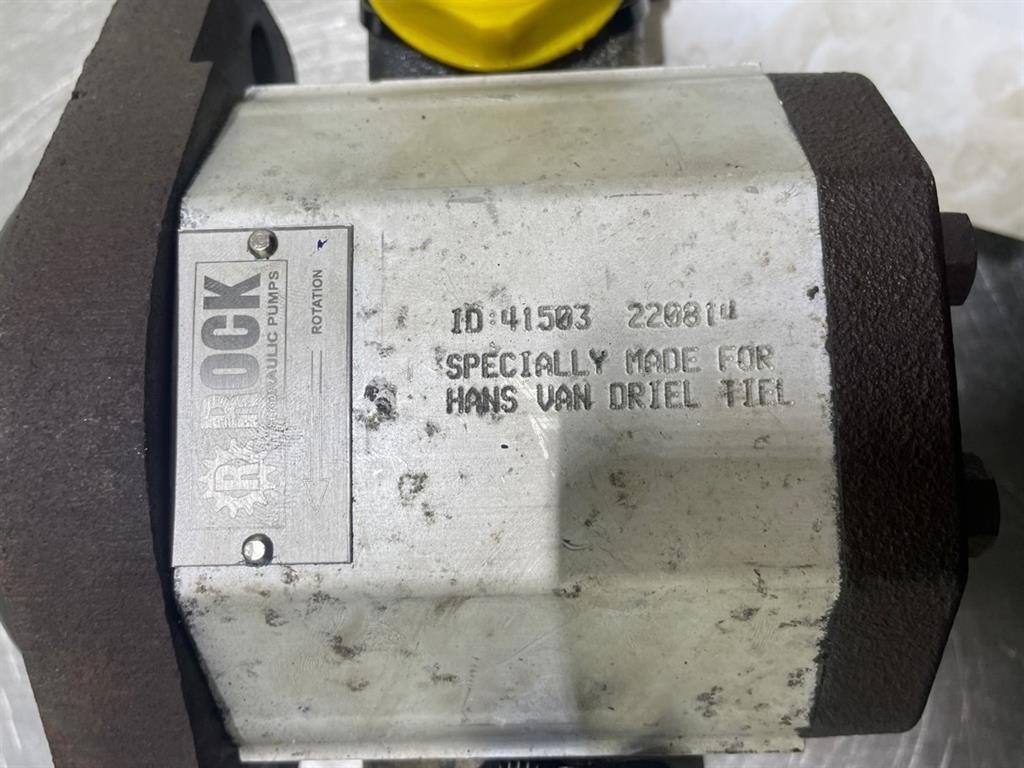 ROCK
HYDRAULIC PUMPS
ROTATION
R
ID:41503 220814
SPECIALLY MADE FOR
HANS VAN DRIEL TIEL